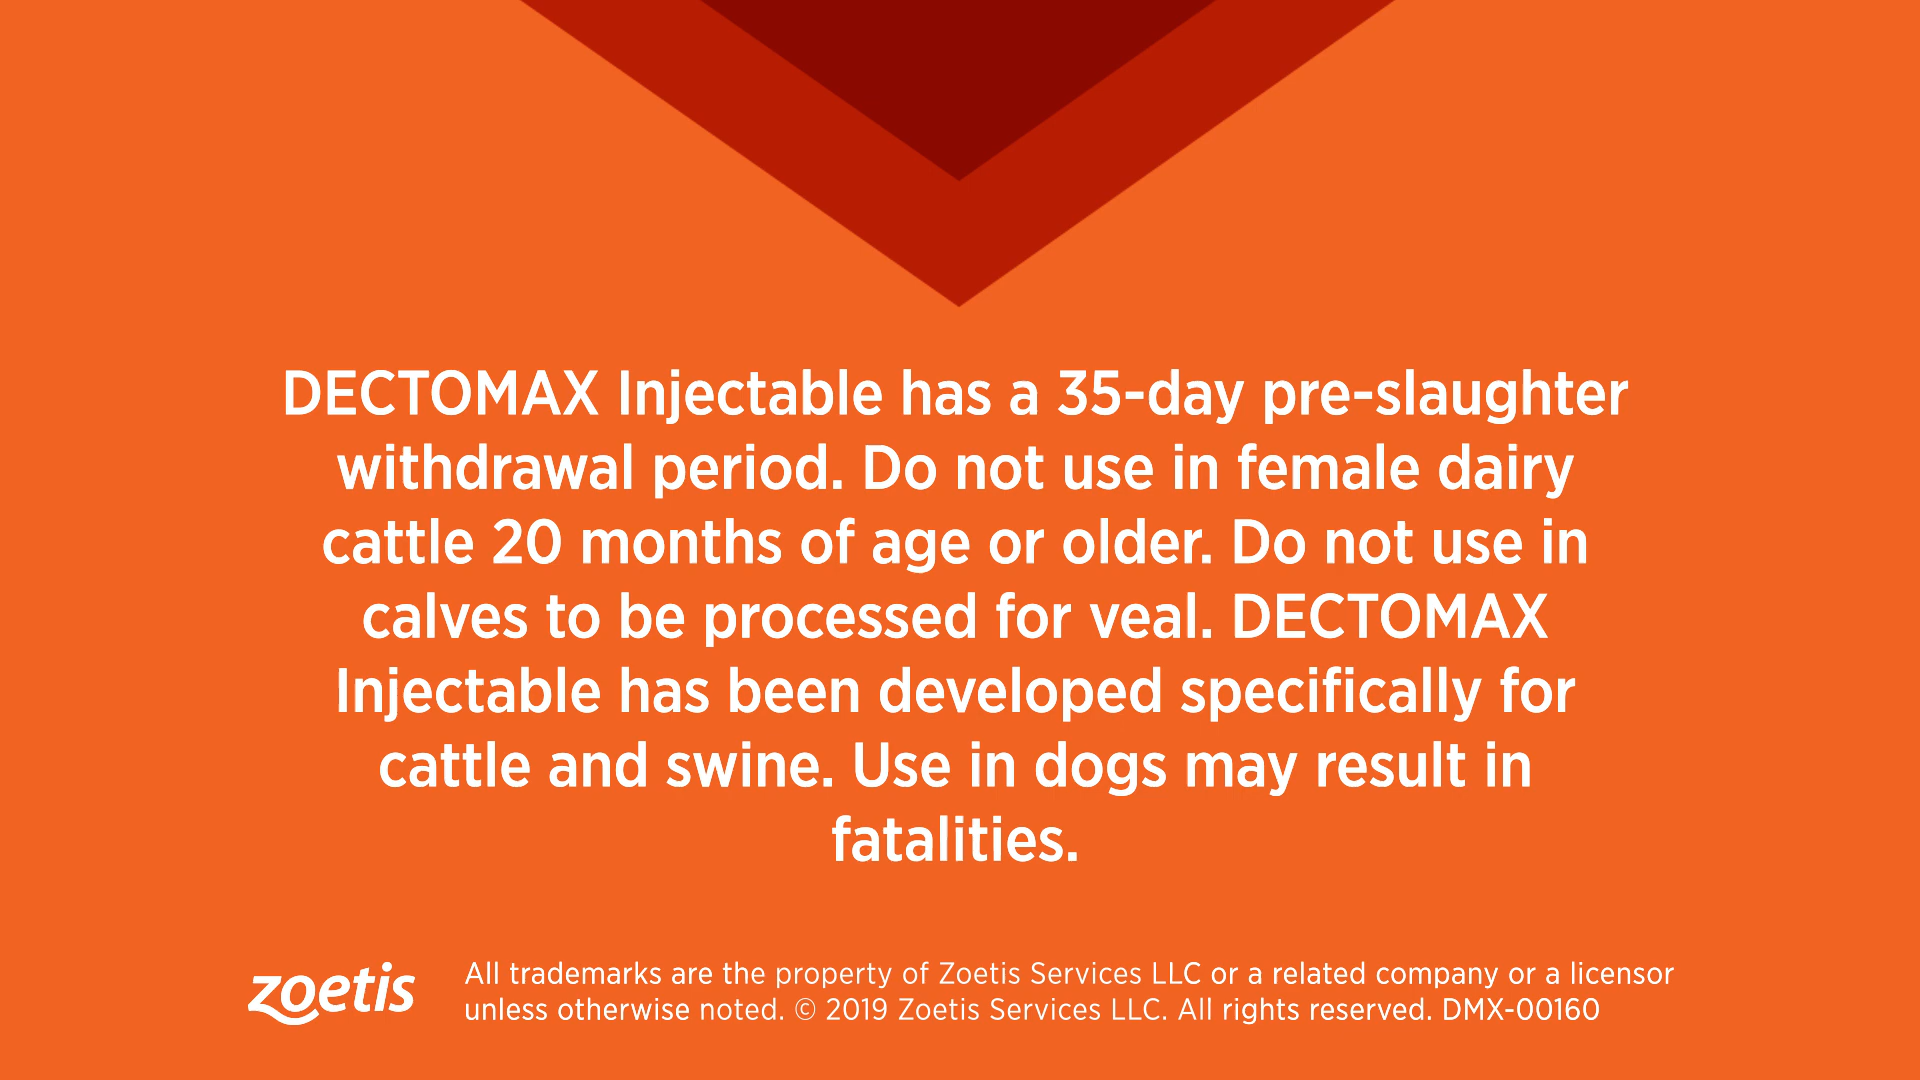 DECTOMAX Injectable has a 35-day pre-slaughter
withdrawal period. Do not use in female dairy
cattle 20 months of age or older. Do not use in
calves to be processed for veal. DECTOMAX
Injectable has been developed specifically for
cattle and swine. Use in dogs may result in
fatalities.
zoetis
All trademarks are the property of Zoetis Services LLC or a related company or a licensor
unless otherwise noted. © 2019 Zoetis Services LLC. All rights reserved. DMX-00160